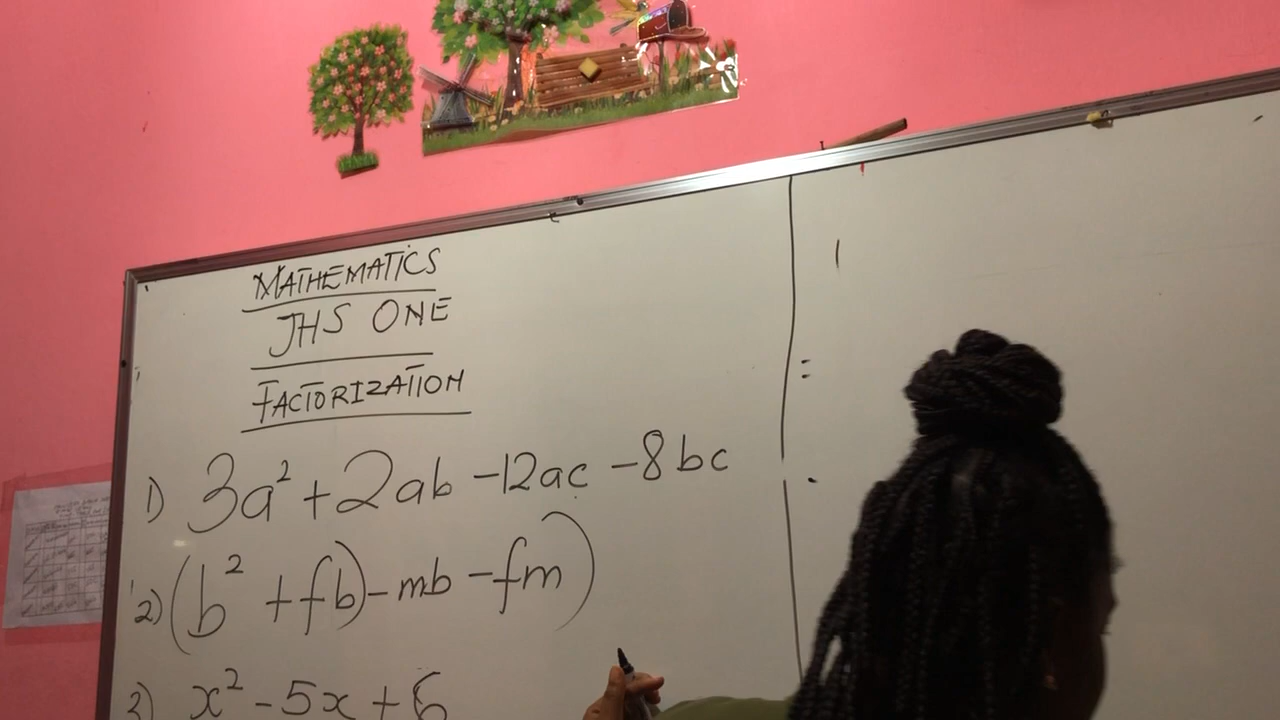 MATHEMATICS
JHS ONE
FACTORIZATION
1) 3a² + 2ab - 12ac - 8bc
2) (b² + fb) - mb - fm)
3) x² - 5x + 6